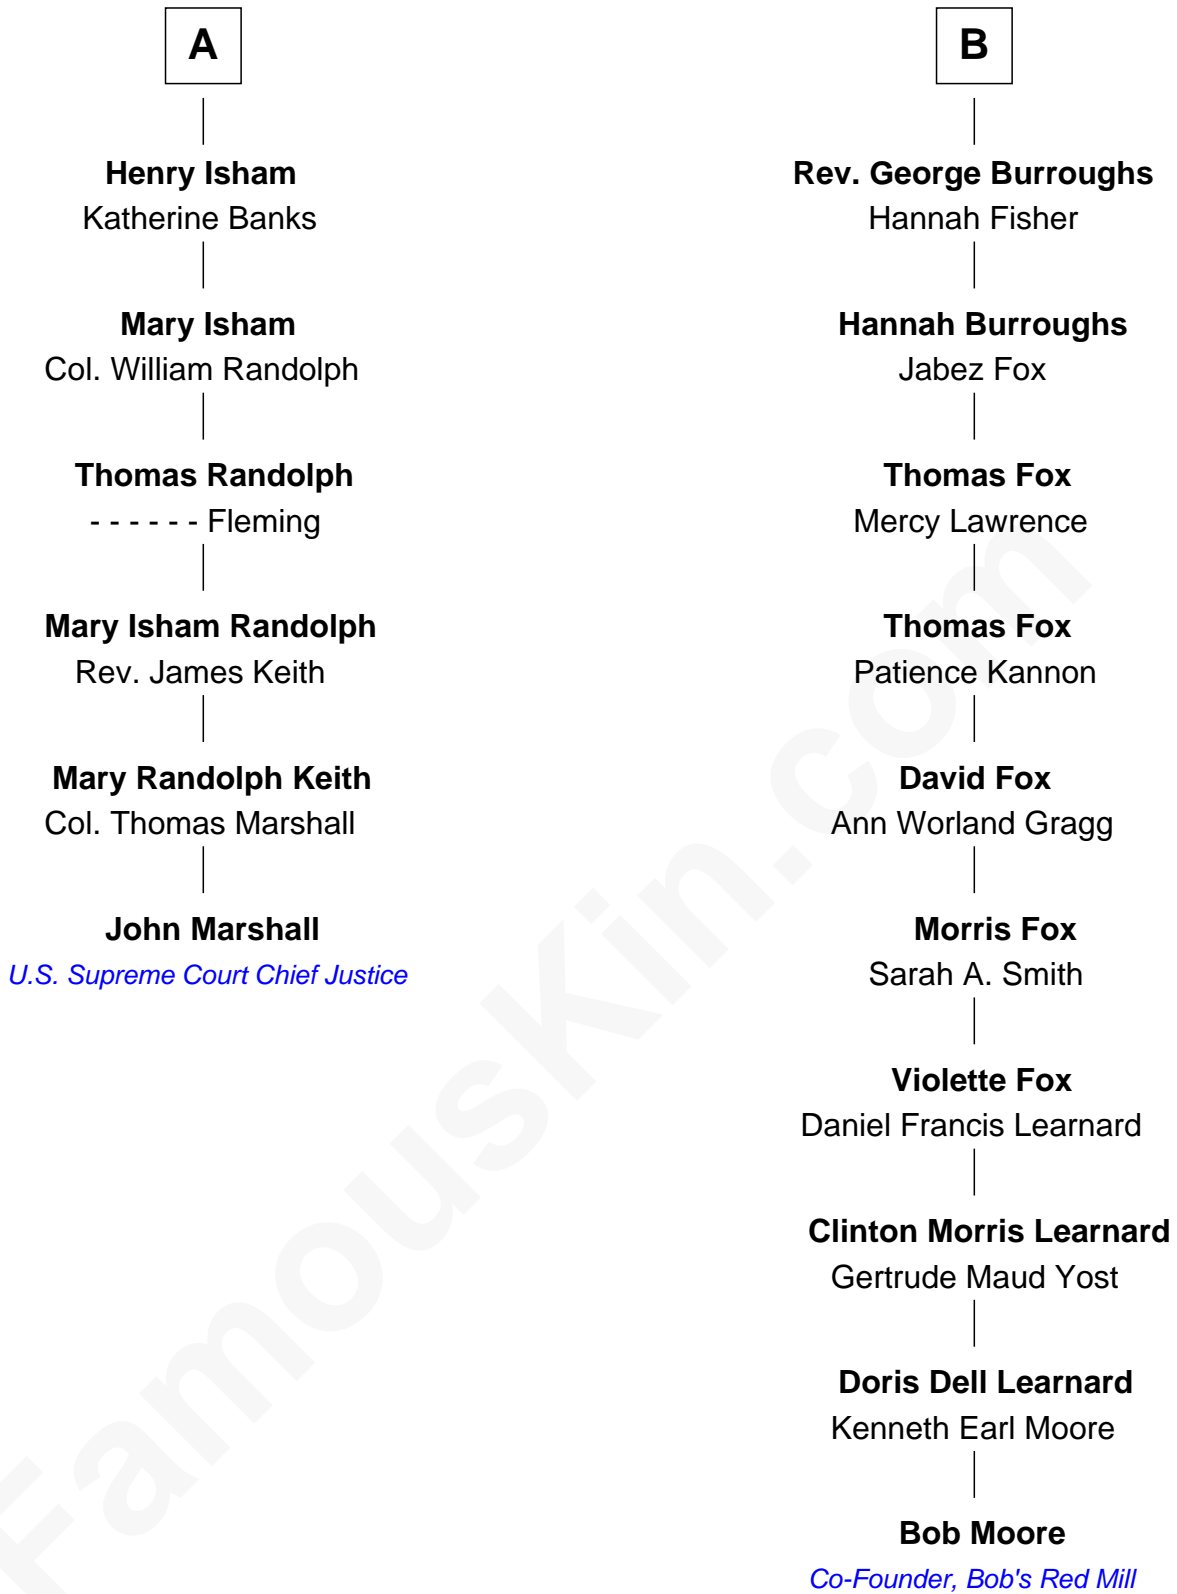 A
Henry Isham
Katherine Banks
Mary Isham
Col. William Randolph
Thomas Randolph
- - - - - - Fleming
Mary Isham Randolph
Rev. James Keith
Mary Randolph Keith
Col. Thomas Marshall
John Marshall
U.S. Supreme Court Chief Justice
B
Rev. George Burroughs
Hannah Fisher
Hannah Burroughs
Jabez Fox
Thomas Fox
Mercy Lawrence
Thomas Fox
Patience Kannon
David Fox
Ann Worland Gragg
Morris Fox
Sarah A. Smith
Violette Fox
Daniel Francis Learnard
Clinton Morris Learnard
Gertrude Maud Yost
Doris Dell Learnard
Kenneth Earl Moore
Bob Moore
Co-Founder, Bob's Red Mill
FamousKin.com